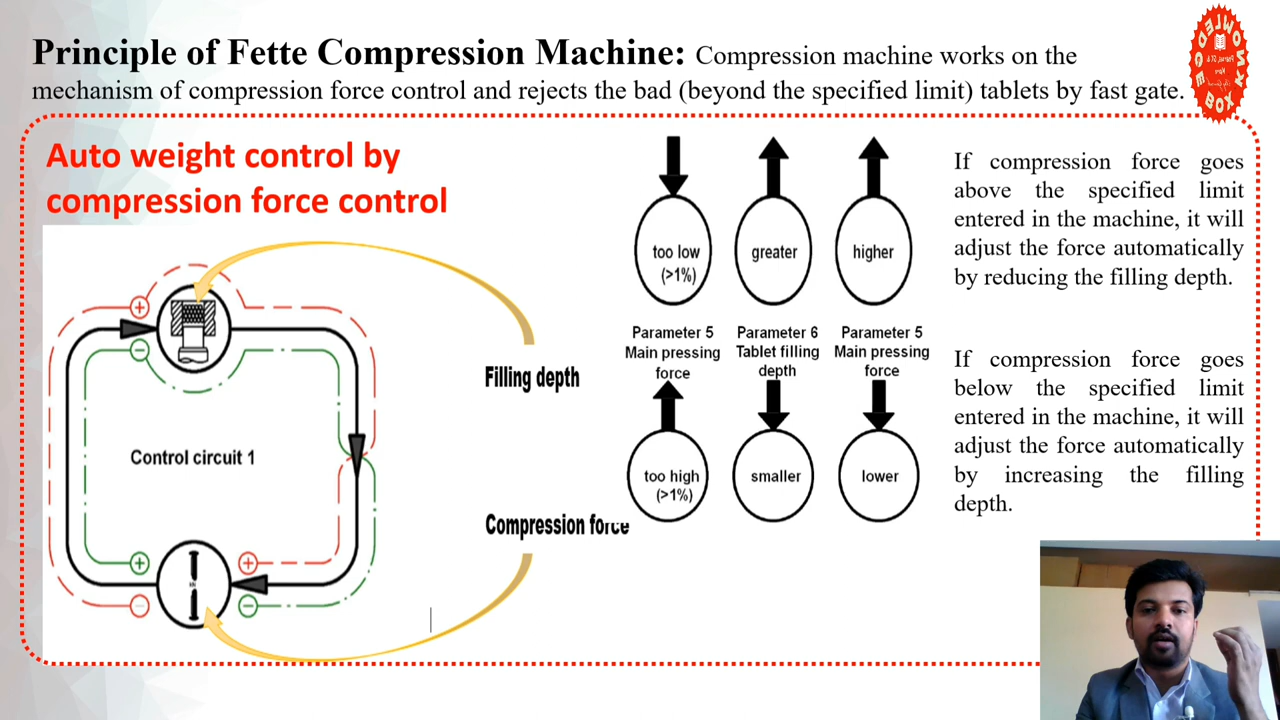 Principle of Fette Compression Machine: Compression machine works on the
mechanism of compression force control and rejects the bad (beyond the specified limit) tablets by fast gate.
KNOWLEDGE
BOX
Auto weight control by
compression force control
Control circuit 1
Filling depth
Compression force
too low
(>1%)
greater
higher
Parameter 5
Main pressing
force
Parameter 6
Tablet filling
depth
Parameter 5
Main pressing
force
too high
(>1%)
smaller
lower
If compression force goes
above the specified limit
entered in the machine, it will
adjust the force automatically
by reducing the filling depth.
If compression force goes
below the specified limit
entered in the machine, it will
adjust the force automatically
by increasing the filling
depth.